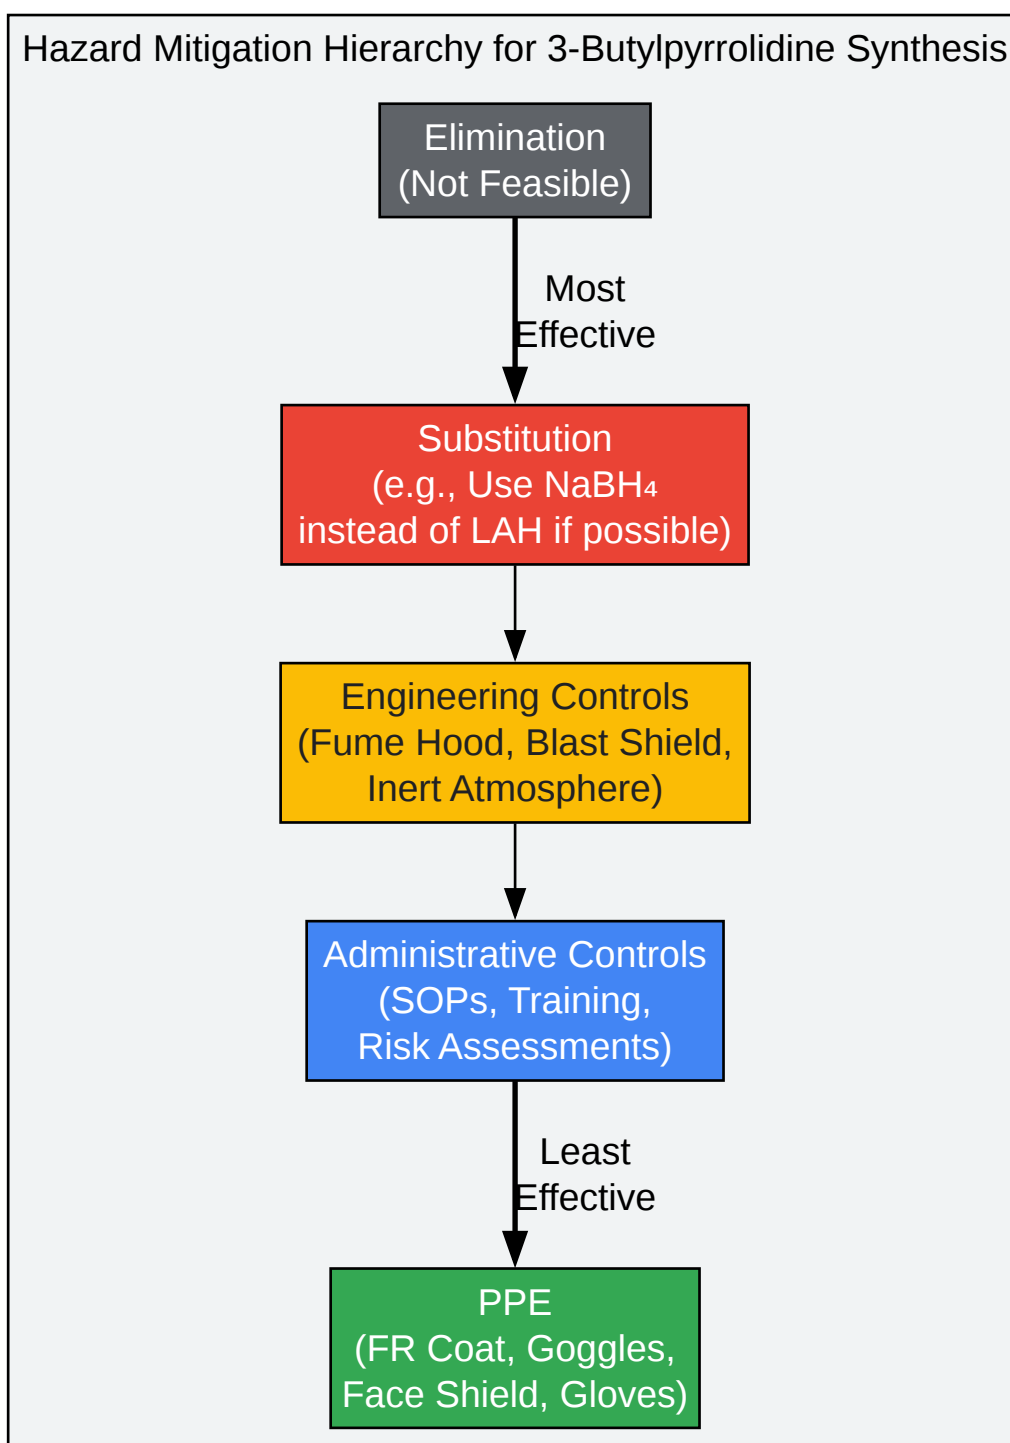 Hazard Mitigation Hierarchy for 3-Butylpyrrolidine Synthesis
Elimination
(Not Feasible)
Most
Effective
Substitution
(e.g., Use NaBH₄
instead of LAH if possible)
Engineering Controls
(Fume Hood, Blast Shield,
Inert Atmosphere)
Administrative Controls
(SOPs, Training,
Risk Assessments)
Least
Effective
PPE
(FR Coat, Goggles,
Face Shield, Gloves)